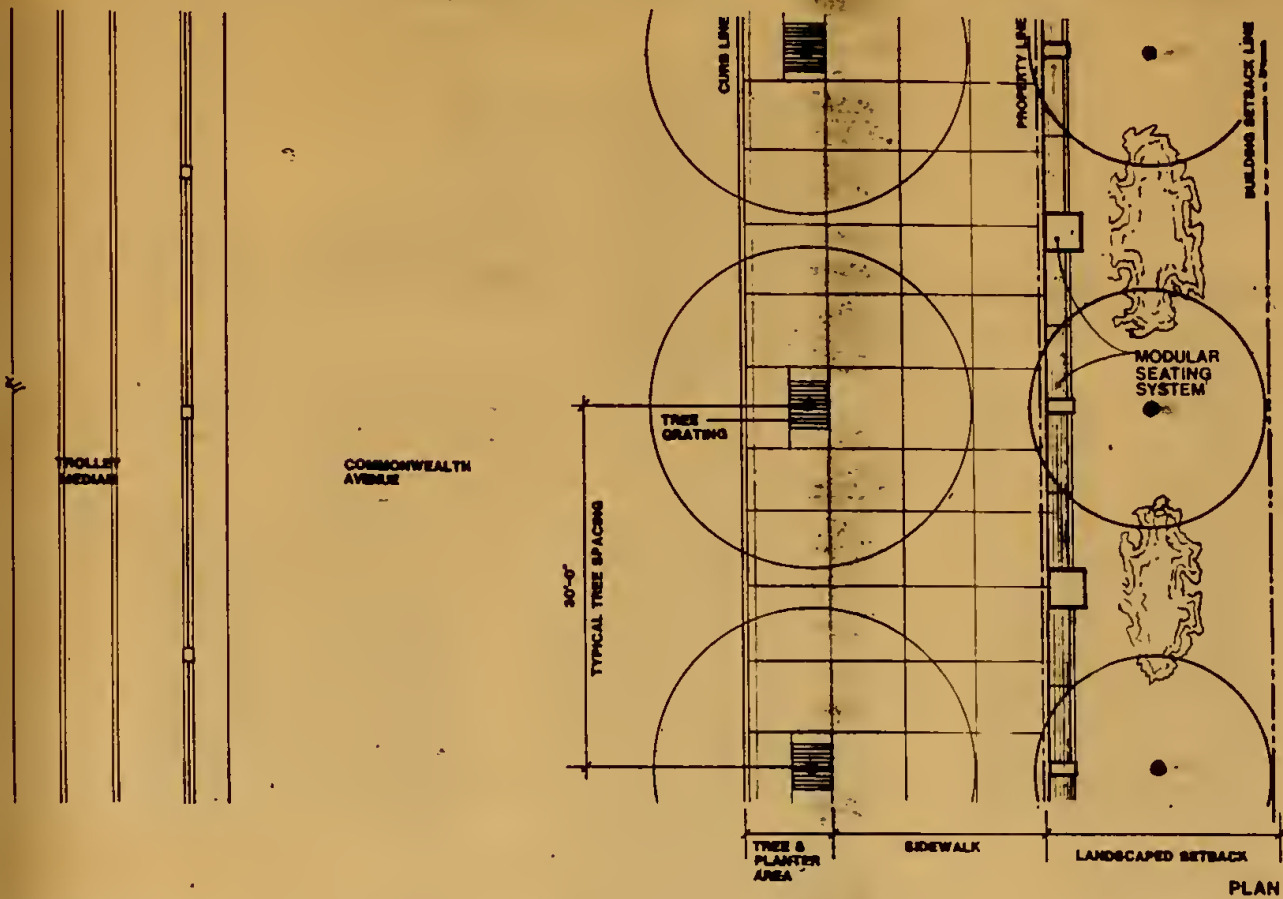 CURB LINE
PROPERTY LINE
BUILDING SETBACK LINE
MODULAR
SEATING
SYSTEM
TREE
GRATING
TROLLEY
MEDIAN
COMMONWEALTH
AVENUE
30'-0"
TYPICAL TREE SPACING
TREE &
PLANTER
AREA
SIDEWALK
LANDSCAPED SETBACK
PLAN